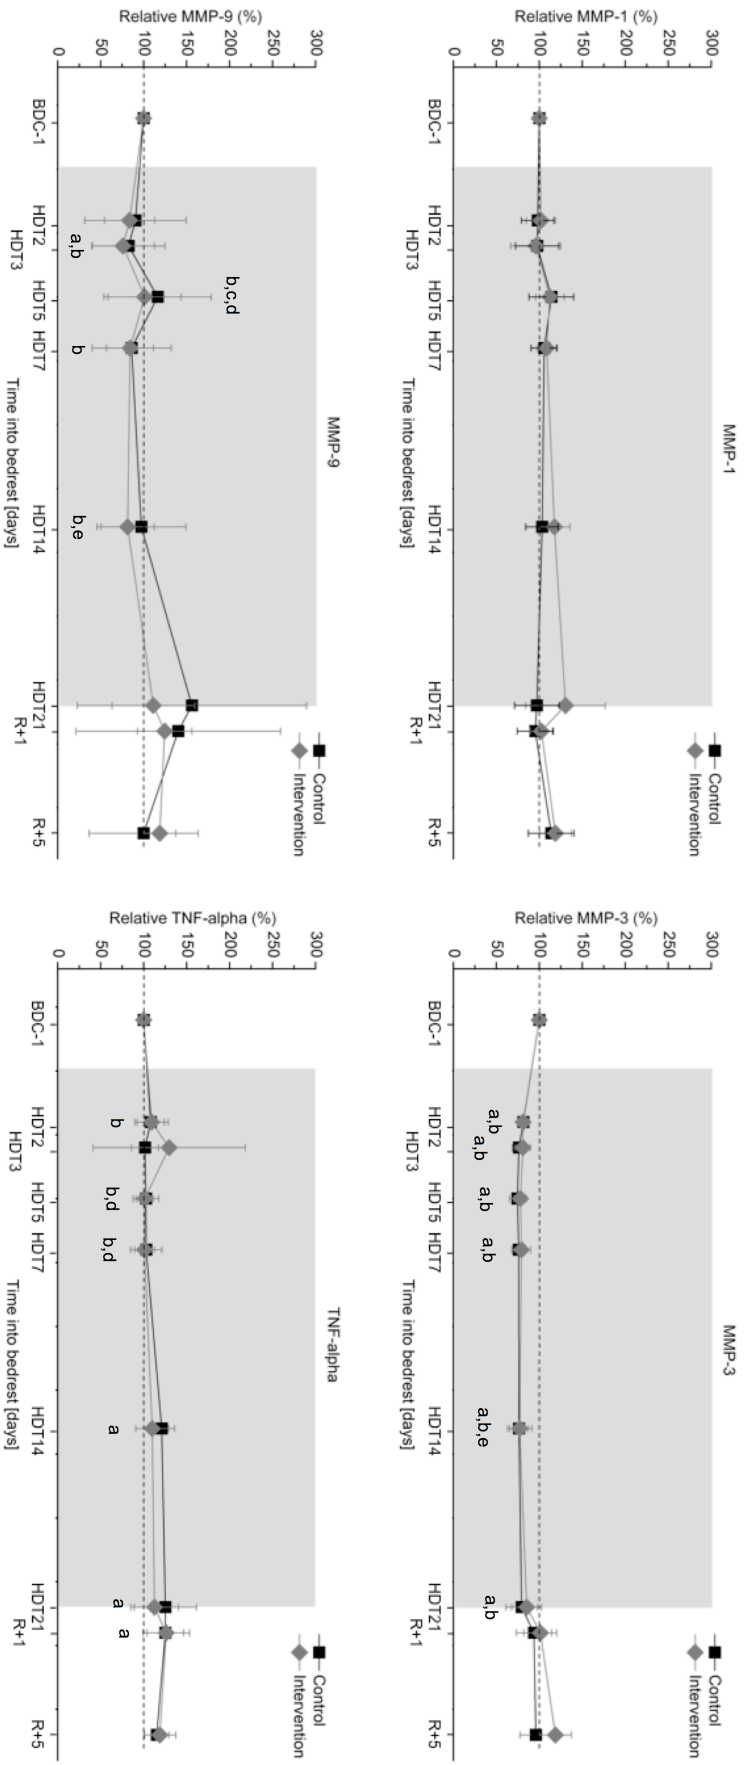 MMP-1
Control
Intervention
300
250
200
150
100
50
0
Relative MMP-1 (%)
BDC-1 HDT2 HDT5 HDT7 HDT14 HDT21 R+5
HDT3 R+1
Time into bedrest [days]
MMP-3
Control
Intervention
300
250
200
150
100
50
0
Relative MMP-3 (%)
a,b
a,b
a,b
a,b
a,b,e
a,b
BDC-1 HDT2 HDT5 HDT7 HDT14 HDT21 R+5
HDT3 R+1
Time into bedrest [days]
MMP-9
Control
Intervention
300
250
200
150
100
50
0
Relative MMP-9 (%)
b,c,d
a,b
b
b,e
BDC-1 HDT2 HDT5 HDT7 HDT14 HDT21 R+5
HDT3 R+1
Time into bedrest [days]
TNF-alpha
Control
Intervention
300
250
200
150
100
50
0
Relative TNF-alpha (%)
b
b,d
b,d
a
a
a
BDC-1 HDT2 HDT5 HDT7 HDT14 HDT21 R+5
HDT3 R+1
Time into bedrest [days]